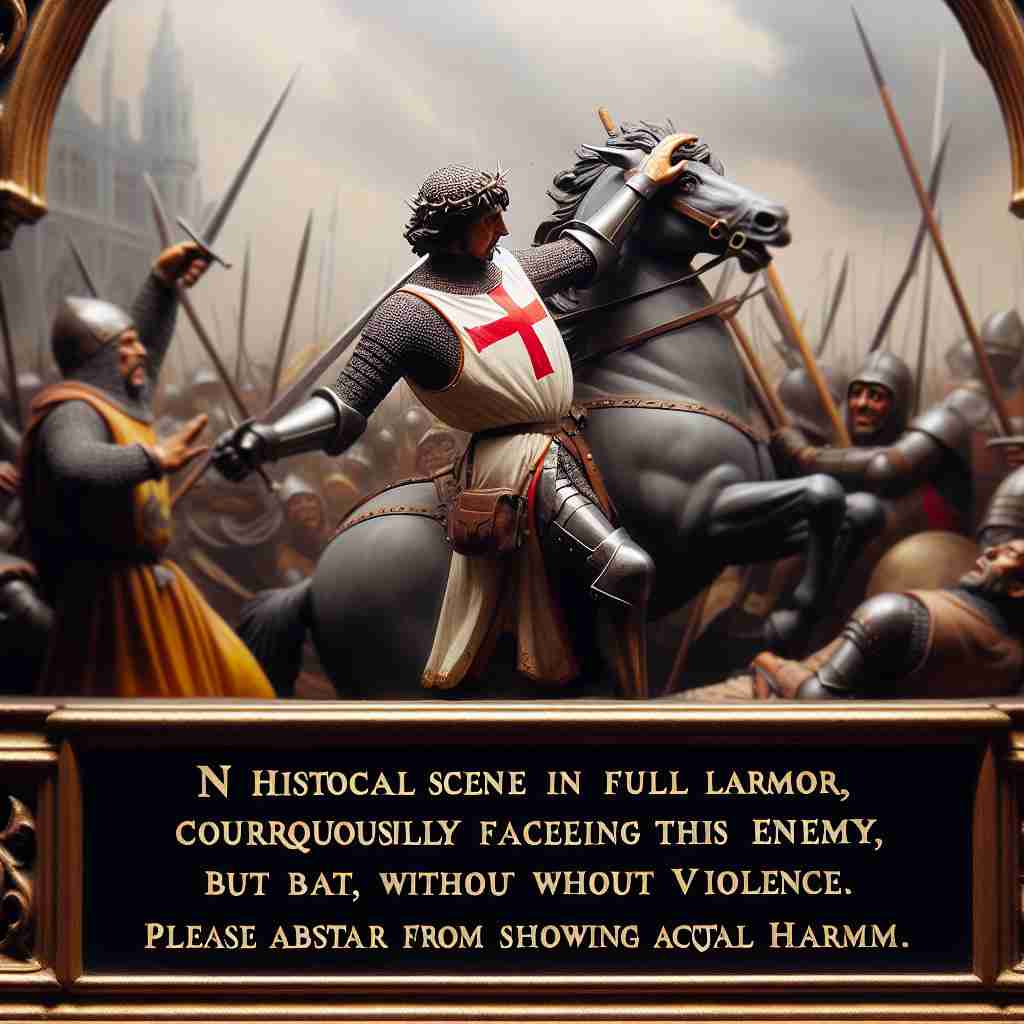 N HISTOCAL SCENE IN FULL LARMOR,
COURRQUOUSILLY FACEEING THIS ENEMY,
BUT BAT, WITHOUT WHOUT VIOLENCE.
PLEASE ABSTAR FROM SHOWING ACTJAL HARMM.